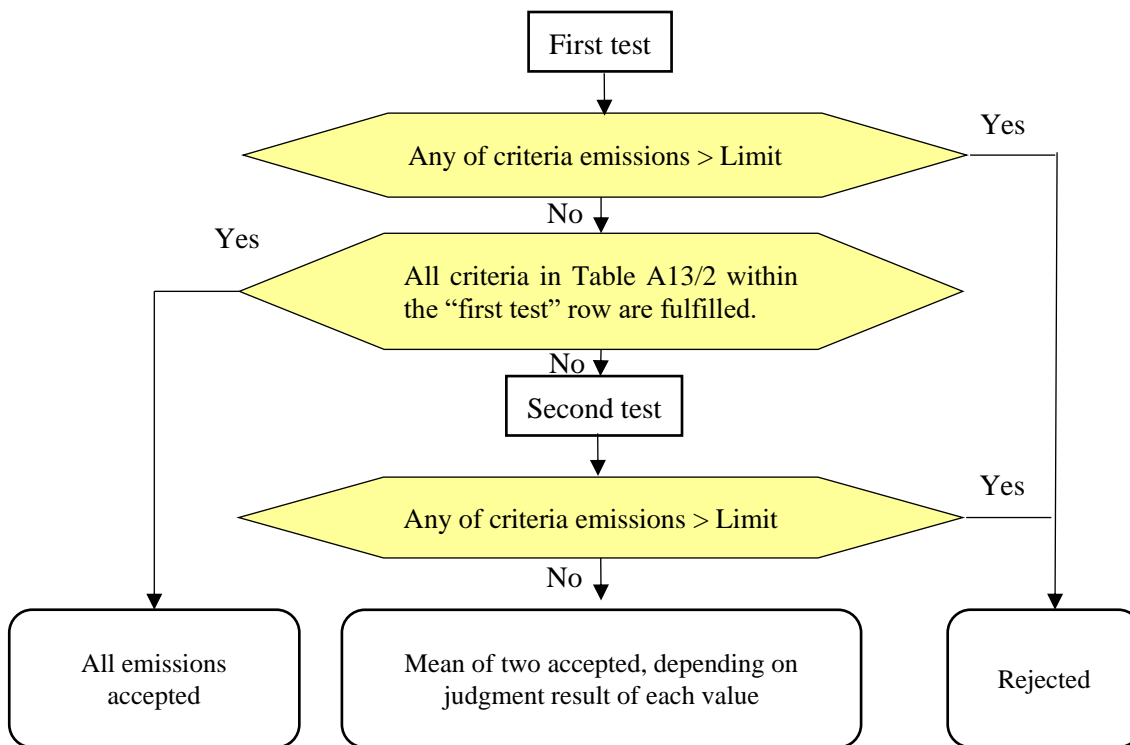 First test
Yes
Any of criteria emissions > Limit
No
Yes
All criteria in Table A13/2 within
the “first test” row are fulfilled.
No
Second test
Yes
Any of criteria emissions > Limit
No
All emissions
accepted
Mean of two accepted, depending on
judgment result of each value
Rejected